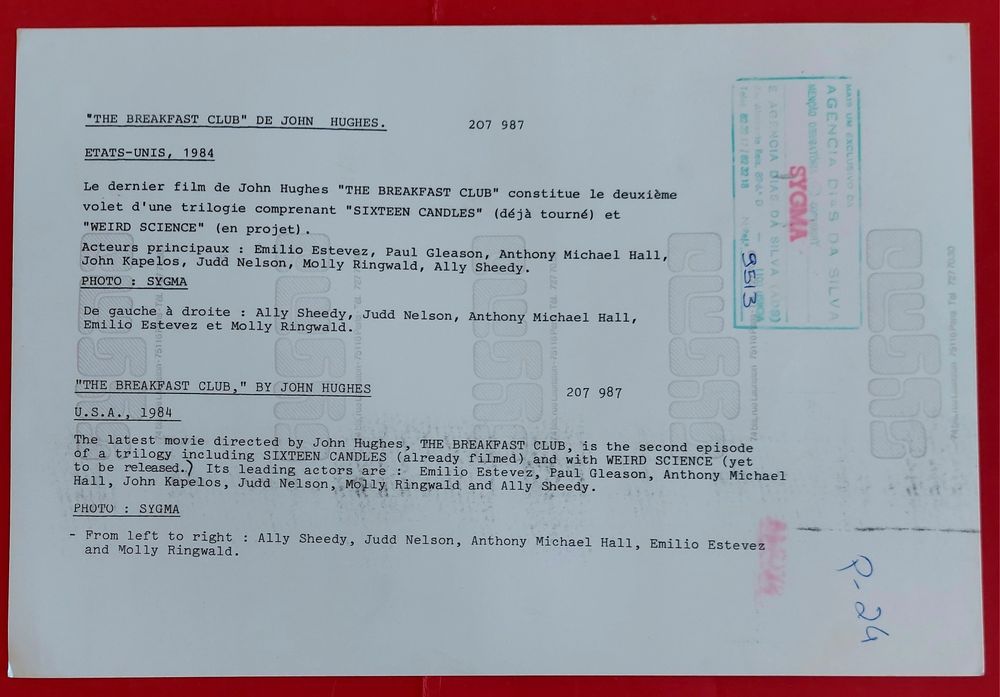 "THE BREAKFAST CLUB" DE JOHN HUGHES. 207 987
ETATS-UNIS, 1984
Le dernier film de John Hughes "THE BREAKFAST CLUB" constitue le deuxième
volet d'une trilogie comprenant "SIXTEEN CANDLES" (déjà tourné) et
"WEIRD SCIENCE" (en projet).
Acteurs principaux : Emilio Estevez, Paul Gleason, Anthony Michael Hall,
John Kapelos, Judd Nelson, Molly Ringwald, Ally Sheedy.
PHOTO : SYGMA
De gauche à droite : Ally Sheedy, Judd Nelson, Anthony Michael Hall,
Emilio Estevez et Molly Ringwald.
"THE BREAKFAST CLUB," BY JOHN HUGHES 207 987
U.S.A., 1984
The latest movie directed by John Hughes, THE BREAKFAST CLUB, is the second episode
of a trilogy including SIXTEEN CANDLES (already filmed) and with WEIRD SCIENCE (yet
to be released.) Its leading actors are : Emilio Estevez, Paul Gleason, Anthony Michael
Hall, John Kapelos, Judd Nelson, Molly Ringwald and Ally Sheedy.
PHOTO : SYGMA
- From left to right : Ally Sheedy, Judd Nelson, Anthony Michael Hall, Emilio Estevez
and Molly Ringwald.
MAIS UM EXCLUSIVO DA
AGENCIA DIAS DA SILVA
SYGMA
AGENCIA DIAS DA SILVA
9513
P-24